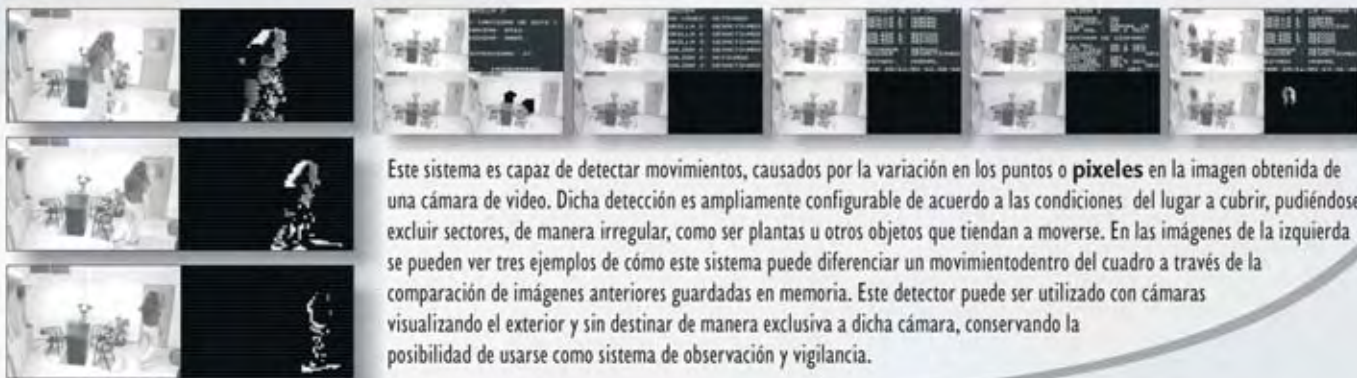 Este sistema es capaz de detectar movimientos, causados por la variación en los puntos o pixeles en la imagen obtenida de
una cámara de video. Dicha detección es ampliamente configurable de acuerdo a las condiciones del lugar a cubrir, pudiéndose
excluir sectores, de manera irregular, como ser plantas u otros objetos que tiendan a moverse. En las imágenes de la izquierda
se pueden ver tres ejemplos de cómo este sistema puede diferenciar un movimientodentro del cuadro a través de la
comparación de imágenes anteriores guardadas en memoria. Este detector puede ser utilizado con cámaras
visualizando el exterior y sin destinar de manera exclusiva a dicha cámara, conservando la
posibilidad de usarse como sistema de observación y vigilancia.